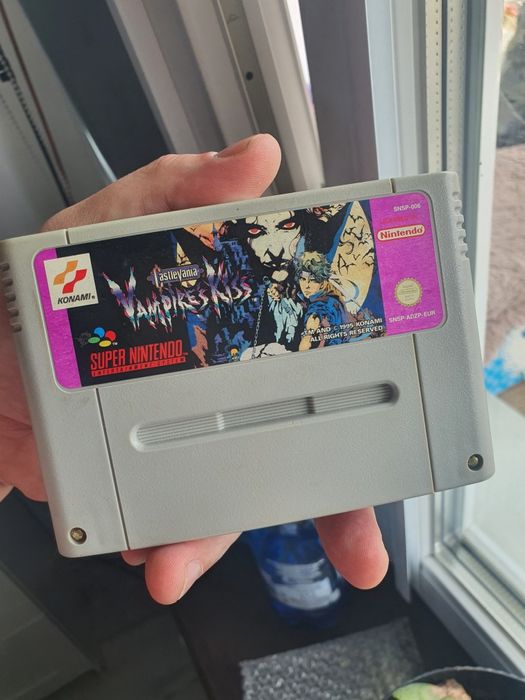 SNSP-006
Nintendo
KONAMI®
Castlevania
VAMPIRE'S KISS
TM AND © 1995 KONAMI
ALL RIGHTS RESERVED
SNSP-ADZP-EUR
SUPER NINTENDO
ENTERTAINMENT SYSTEM